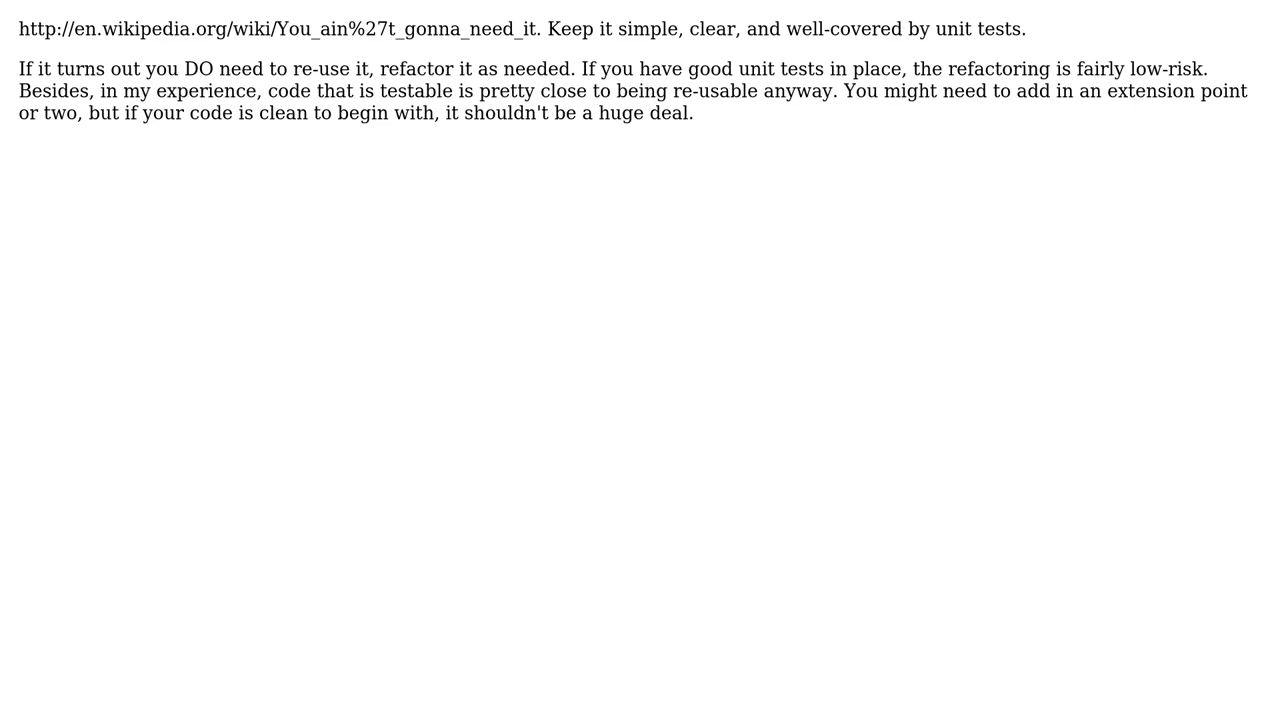 http://en.wikipedia.org/wiki/You_ain%27t_gonna_need_it. Keep it simple, clear, and well-covered by unit tests.
If it turns out you DO need to re-use it, refactor it as needed. If you have good unit tests in place, the refactoring is fairly low-risk.
Besides, in my experience, code that is testable is pretty close to being re-usable anyway. You might need to add in an extension point
or two, but if your code is clean to begin with, it shouldn't be a huge deal.